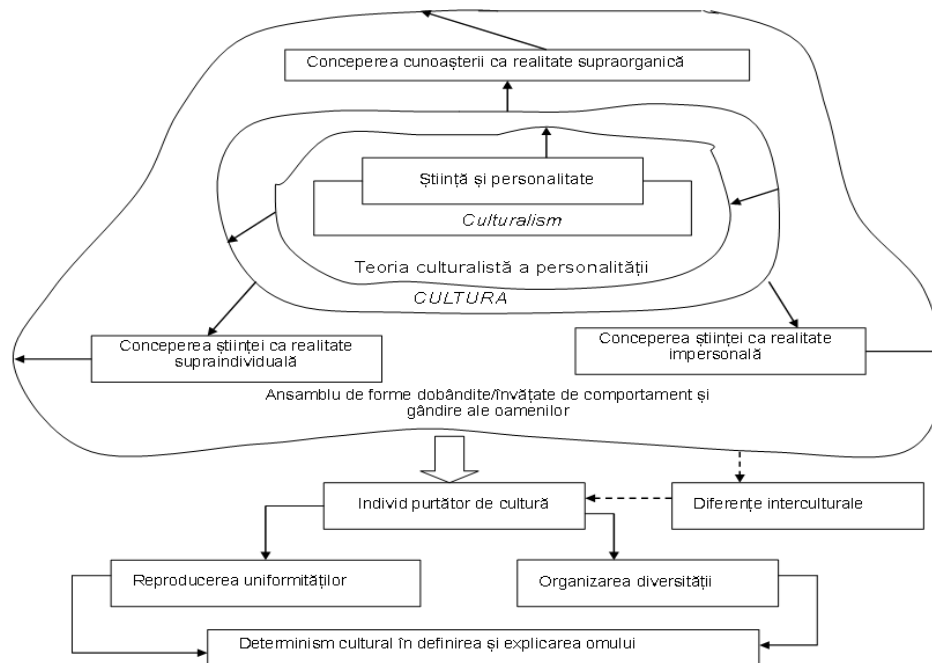 Conceperea cunoașterii ca realitate supraorganică
Știință și personalitate
Culturalism
Teoria culturalistă a personalității
CULTURA
Conceperea științei ca realitate
supraindividuală
Conceperea științei ca realitate
impersonală
Ansamblu de forme dobândite/învățate de comportament și
gândire ale oamenilor
Individ purtător de cultură
Diferențe interculturale
Reproducerea uniformităților
Organizarea diversității
Determinism cultural în definirea și explicarea omului